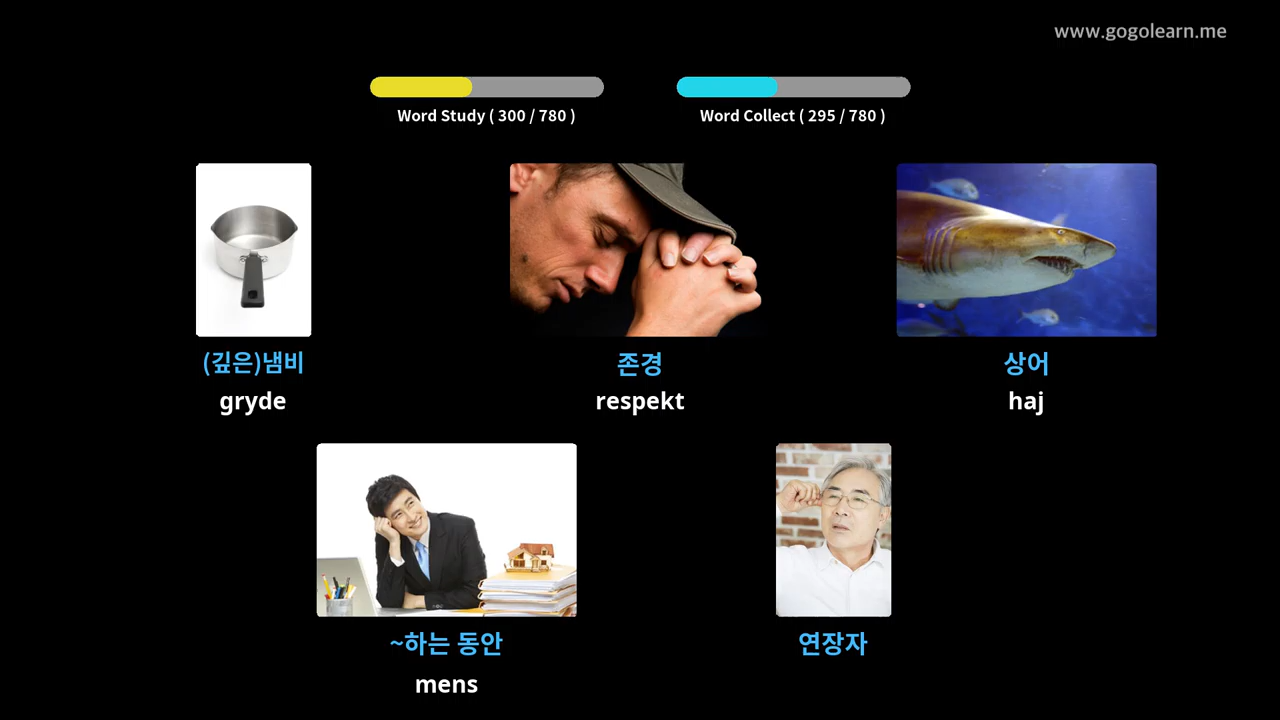 www.gogolearn.me
Word Study ( 300 / 780 )
Word Collect ( 295 / 780 )
(깊은)냄비
gryde
존경
respekt
상어
haj
~하는 동안
mens
연장자